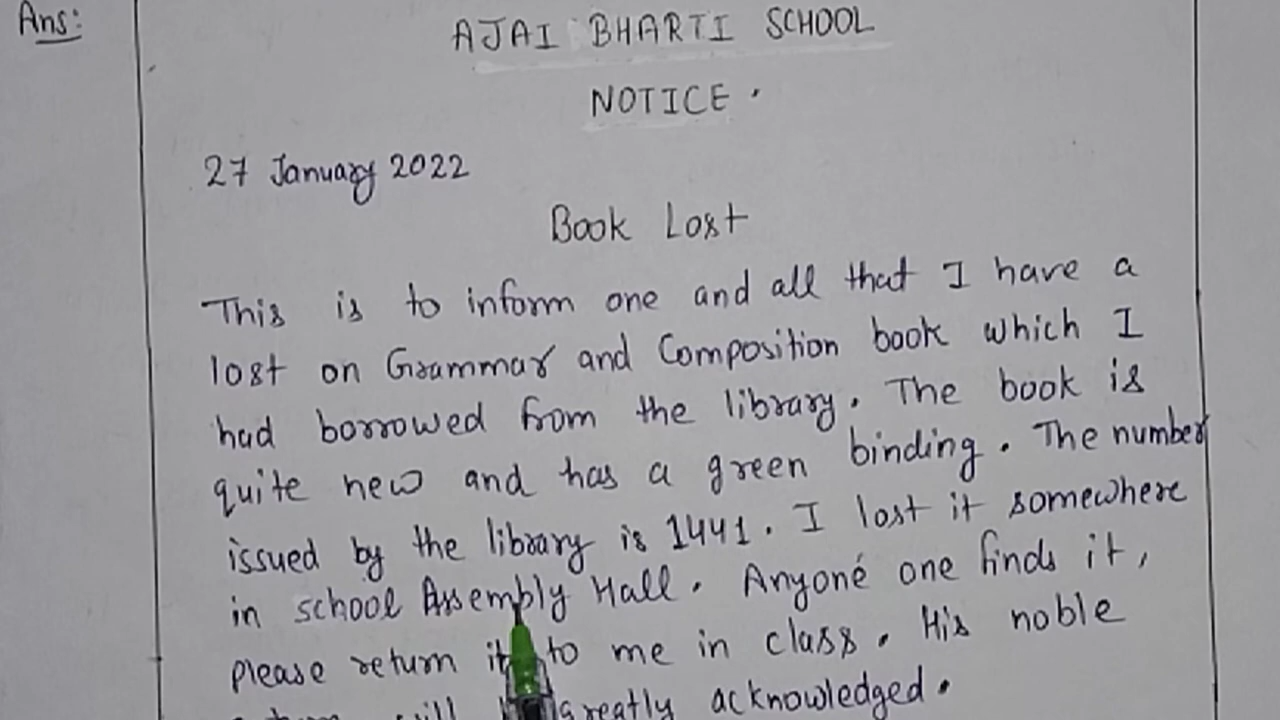 Ans:
AJAI BHARTI SCHOOL
NOTICE.
27 January 2022
Book Lost
This is to inform one and all that I have a
lost on Grammar and Composition book which I
had borrowed from the library. The book is
quite new and has a green binding. The number
issued by the library is 1441. I lost it somewhere
in school Assembly Hall. Anyone one finds it,
please return it to me in class. His noble
will greatly acknowledged.